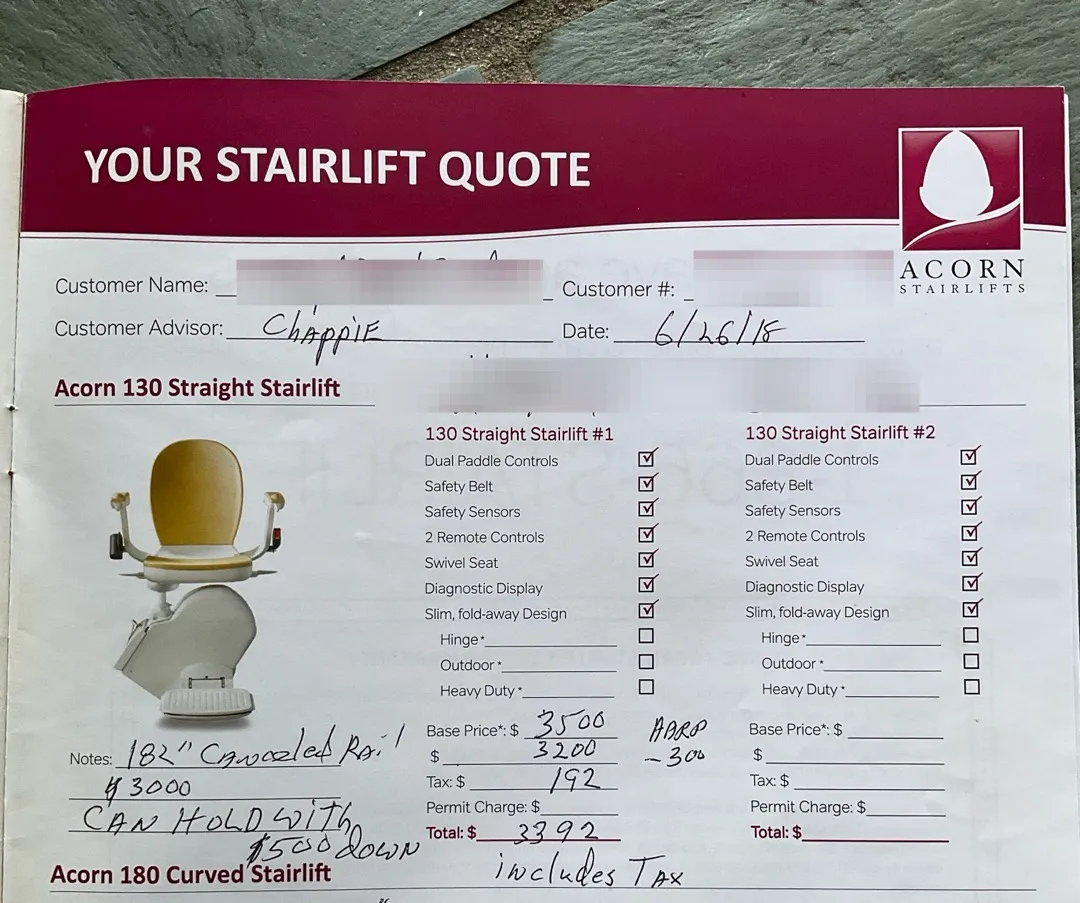 YOUR STAIRLIFT QUOTE
ACORN
STAIRLIFTS
Customer Name:
Customer #:
Customer Advisor: ChAppiE
Date: 6/26/18
Acorn 130 Straight Stairlift
130 Straight Stairlift #1
Dual Paddle Controls
Safety Belt
Safety Sensors
2 Remote Controls
Swivel Seat
Diagnostic Display
Slim, fold-away Design
Hinge*
Outdoor*
Heavy Duty*
Base Price*: $ 3500
$ 3200
Tax: $ 192
Permit Charge: $
Total: $ 3392
includes TAX
AARP
-300
130 Straight Stairlift #2
Dual Paddle Controls
Safety Belt
Safety Sensors
2 Remote Controls
Swivel Seat
Diagnostic Display
Slim, fold-away Design
Hinge*
Outdoor*
Heavy Duty*
Base Price*: $
$
Tax: $
Permit Charge: $
Total: $
Notes: 182" Canceled Rail
$3000
CAN HOLD WITH
$500 down
Acorn 180 Curved Stairlift